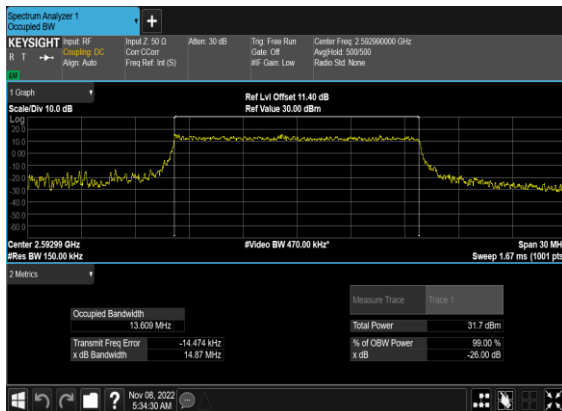 Spectrum Analyzer 1
Occupied BW
KEYSIGHT
R T
LXI
Input: RF
Coupling: DC
Align: Auto
Input Z: 50 Ω
Corr CCorr
Freq Ref: Int (S)
Atten: 30 dB
Trig: Free Run
Gate: Off
#IF Gain: Low
Center Freq: 2.592990000 GHz
Avg|Hold: 500/500
Radio Std: None
1 Graph
Scale/Div 10.0 dB
Ref Lvl Offset 11.40 dB
Ref Value 30.00 dBm
Log
20.0
10.0
0.00
-10.0
-20.0
-30.0
-40.0
-50.0
-60.0
Center 2.59299 GHz
#Video BW 470.00 kHz*
Span 30 MH
#Res BW 150.00 kHz
Sweep 1.67 ms (1001 pts
2 Metrics
Measure Trace
Trace 1
Occupied Bandwidth
13.609 MHz
Total Power
31.7 dBm
Transmit Freq Error
-14.474 kHz
% of OBW Power
99.00 %
x dB Bandwidth
14.87 MHz
x dB
-26.00 dB
?
Nov 08, 2022
5:34:30 AM